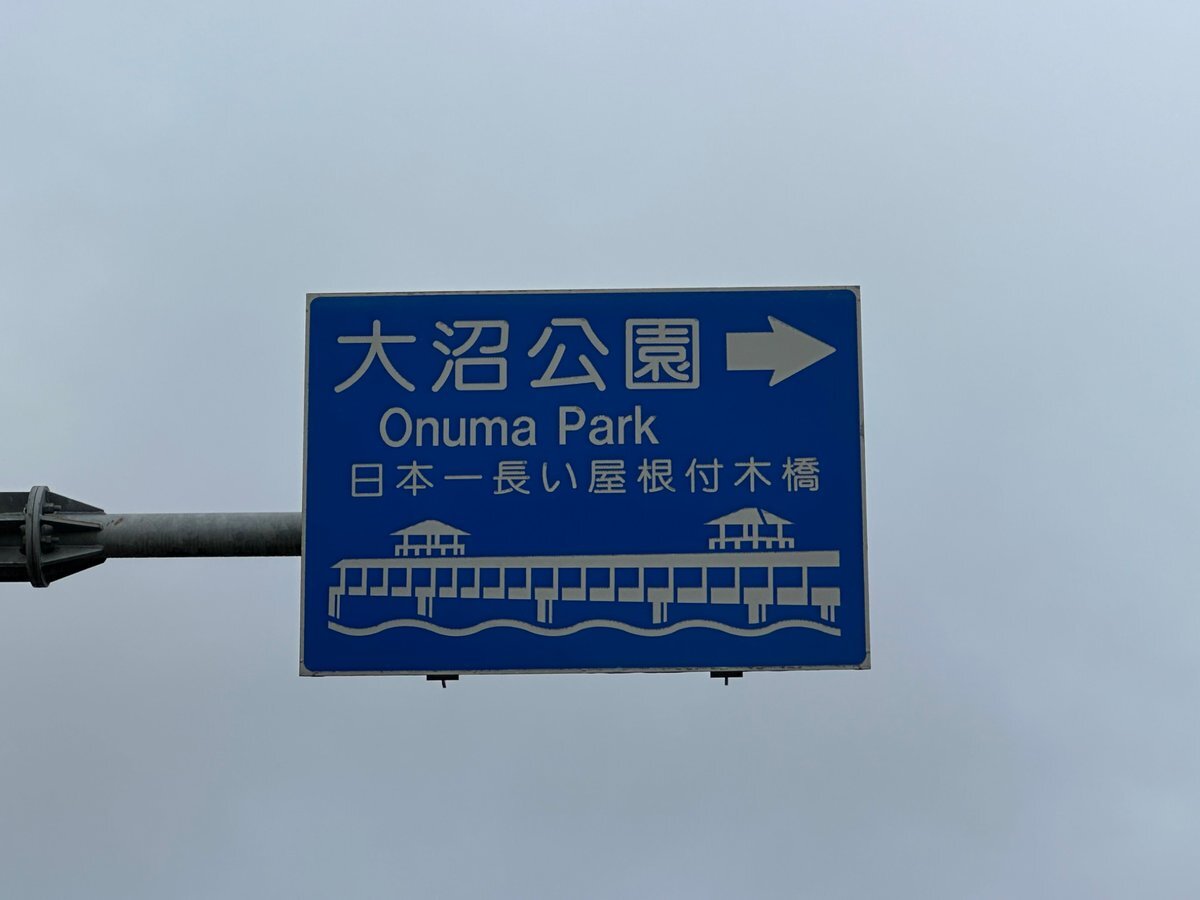 大沼公園
Onuma Park
日本一長い屋根付木橋